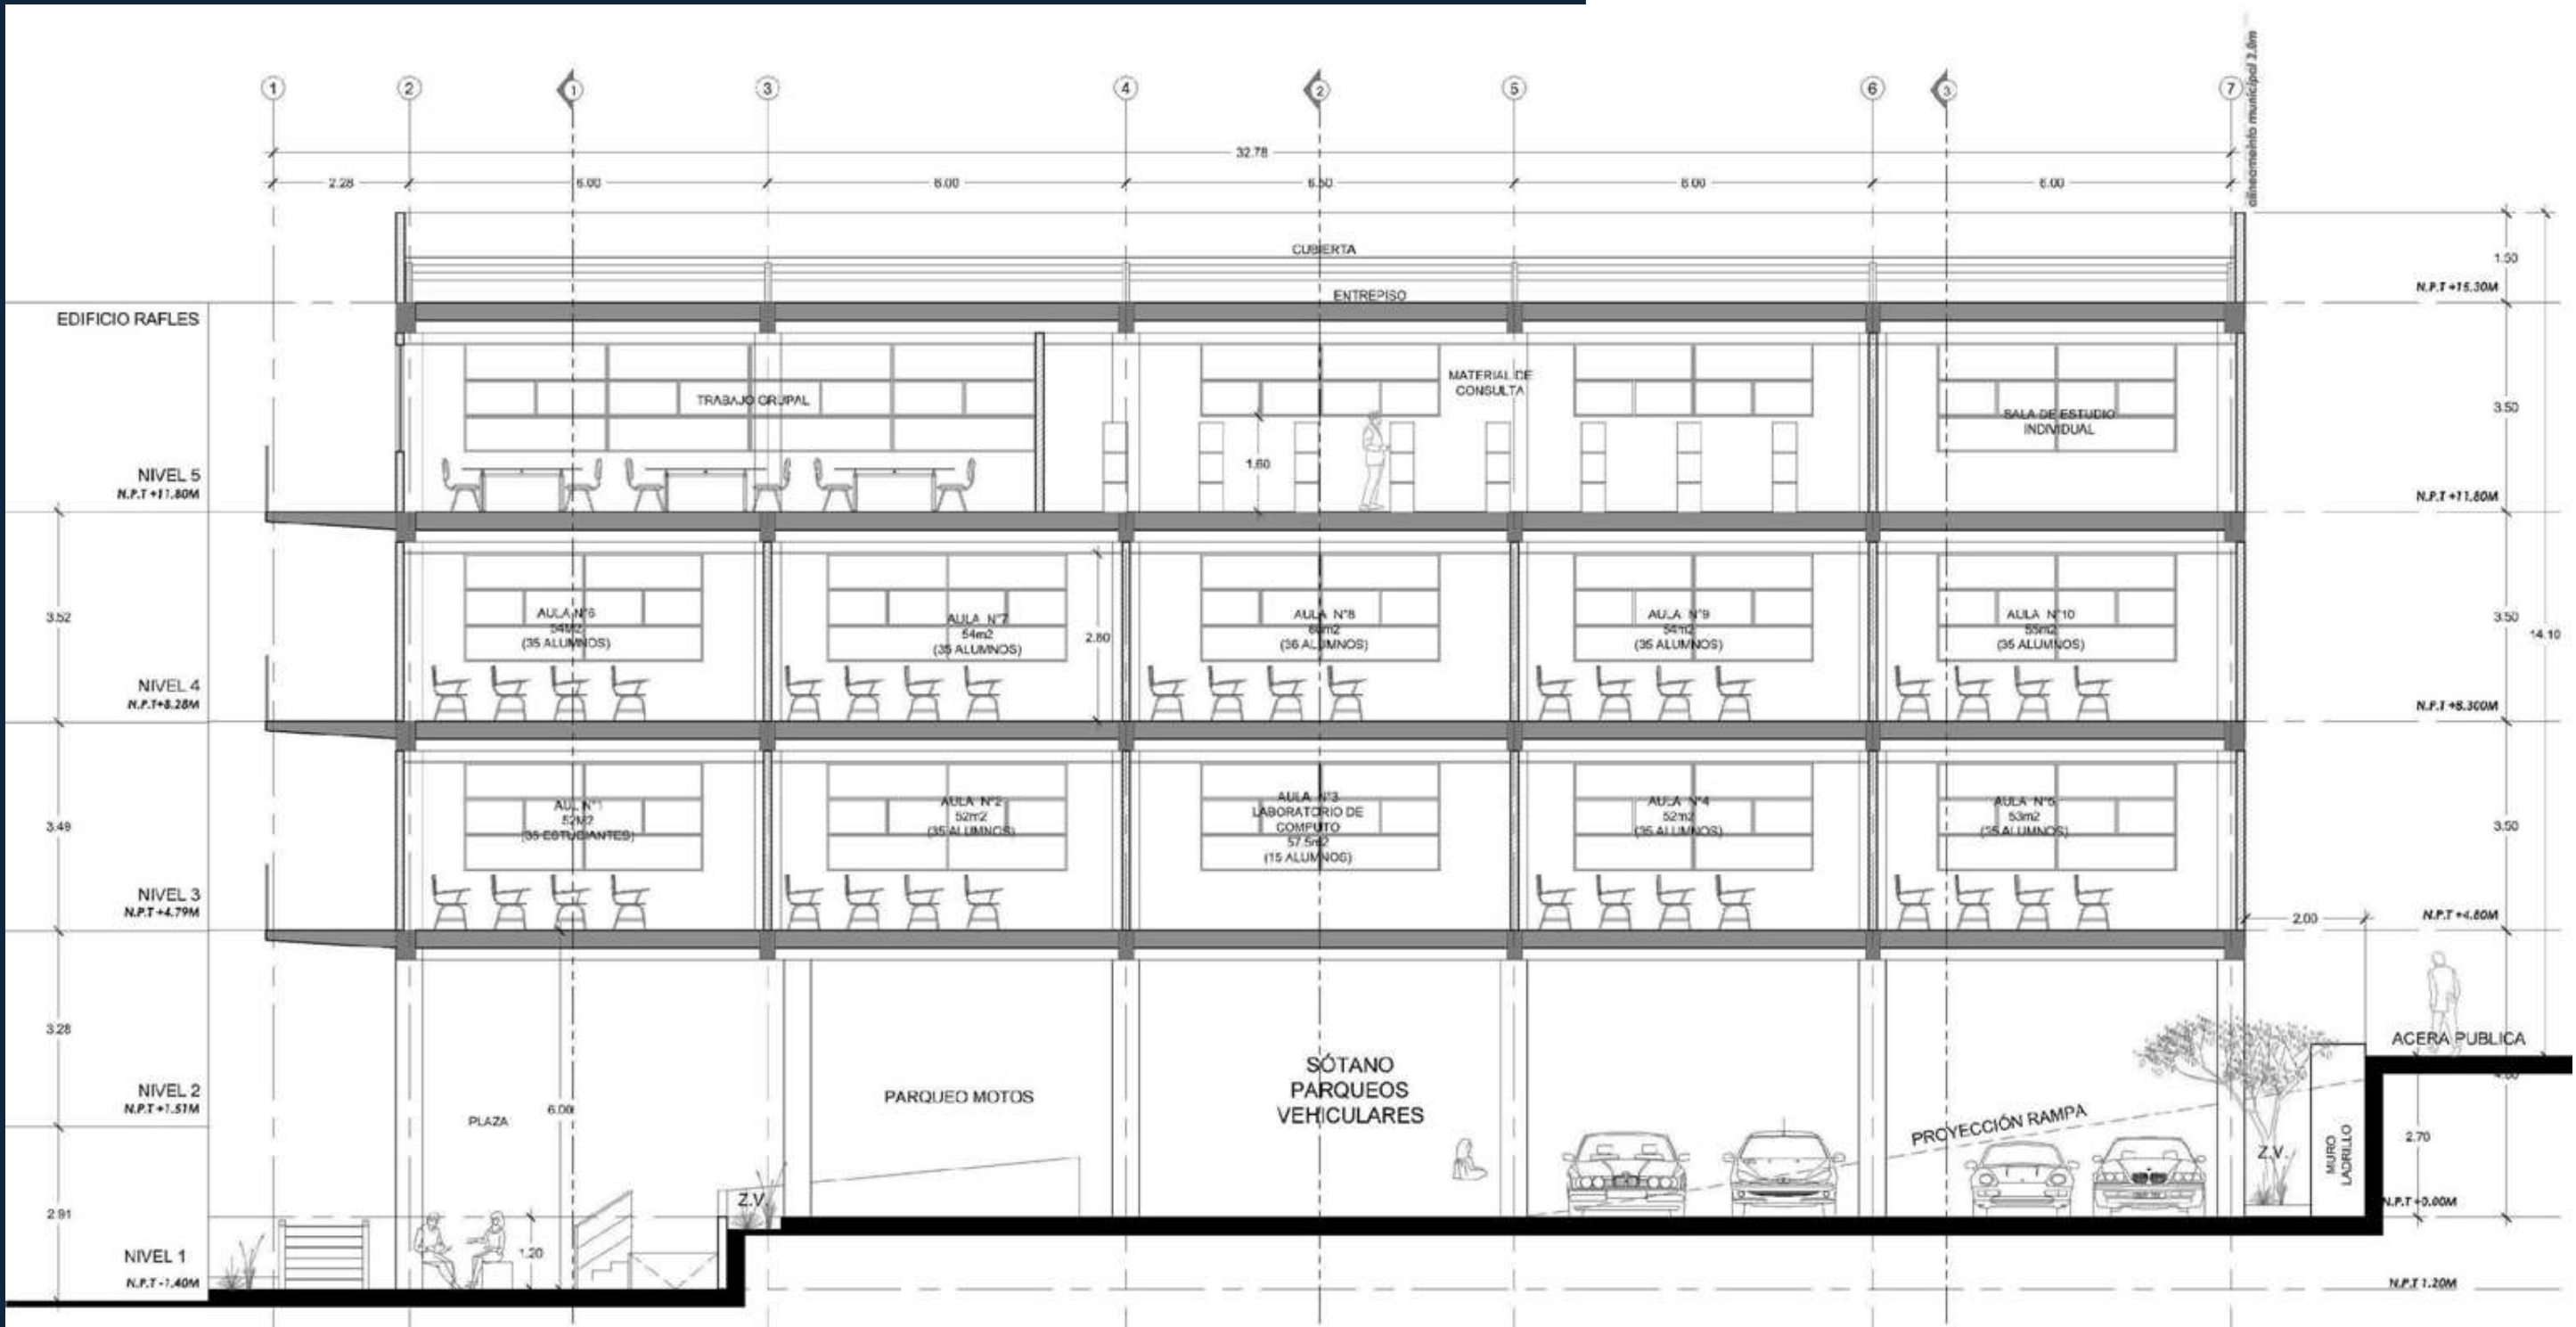 alineamiento municipal 2.0m
1
2
1
3
4
2
5
6
3
7
32.78
2.28
6.00
6.00
6.50
6.00
6.00
CUBIERTA
1.50
N.P.T +15.30M
ENTREPISO
EDIFICIO RAFLES
TRABAJO GRUPAL
MATERIAL DE
CONSULTA
SALA DE ESTUDIO
INDIVIDUAL
3.50
1.60
NIVEL 5
N.P.T +11.80M
N.P.T +11.80M
3.52
AULA N°6
54M2
(35 ALUMNOS)
AULA N°7
54m2
(35 ALUMNOS)
2.80
AULA N°8
60m2
(36 ALUMNOS)
AULA N°9
54m2
(35 ALUMNOS)
AULA N°10
55m2
(35 ALUMNOS)
3.50
14.10
NIVEL 4
N.P.T+8.28M
N.P.T +8.300M
3.49
AUL N°1
52M2
(35 ESTUDIANTES)
AULA N°2
52m2
(35 ALUMNOS)
AULA N°3
LABORATORIO DE
COMPUTO
57.5m2
(15 ALUMNOS)
AULA N°4
52m2
(35 ALUMNOS)
AULA N°5
53m2
(35 ALUMNOS)
3.50
NIVEL 3
N.P.T +4.79M
2.00
N.P.T +4.80M
3.28
ACERA PUBLICA
NIVEL 2
N.P.T +1.51M
PLAZA
6.00
PARQUEO MOTOS
SÓTANO
PARQUEOS
VEHICULARES
PROYECCIÓN RAMPA
Z.V.
MURO
LADRILLO
2.70
2.91
Z.V
N.P.T +0.00M
NIVEL 1
N.P.T -1.40M
1.20
N.P.T 1.20M